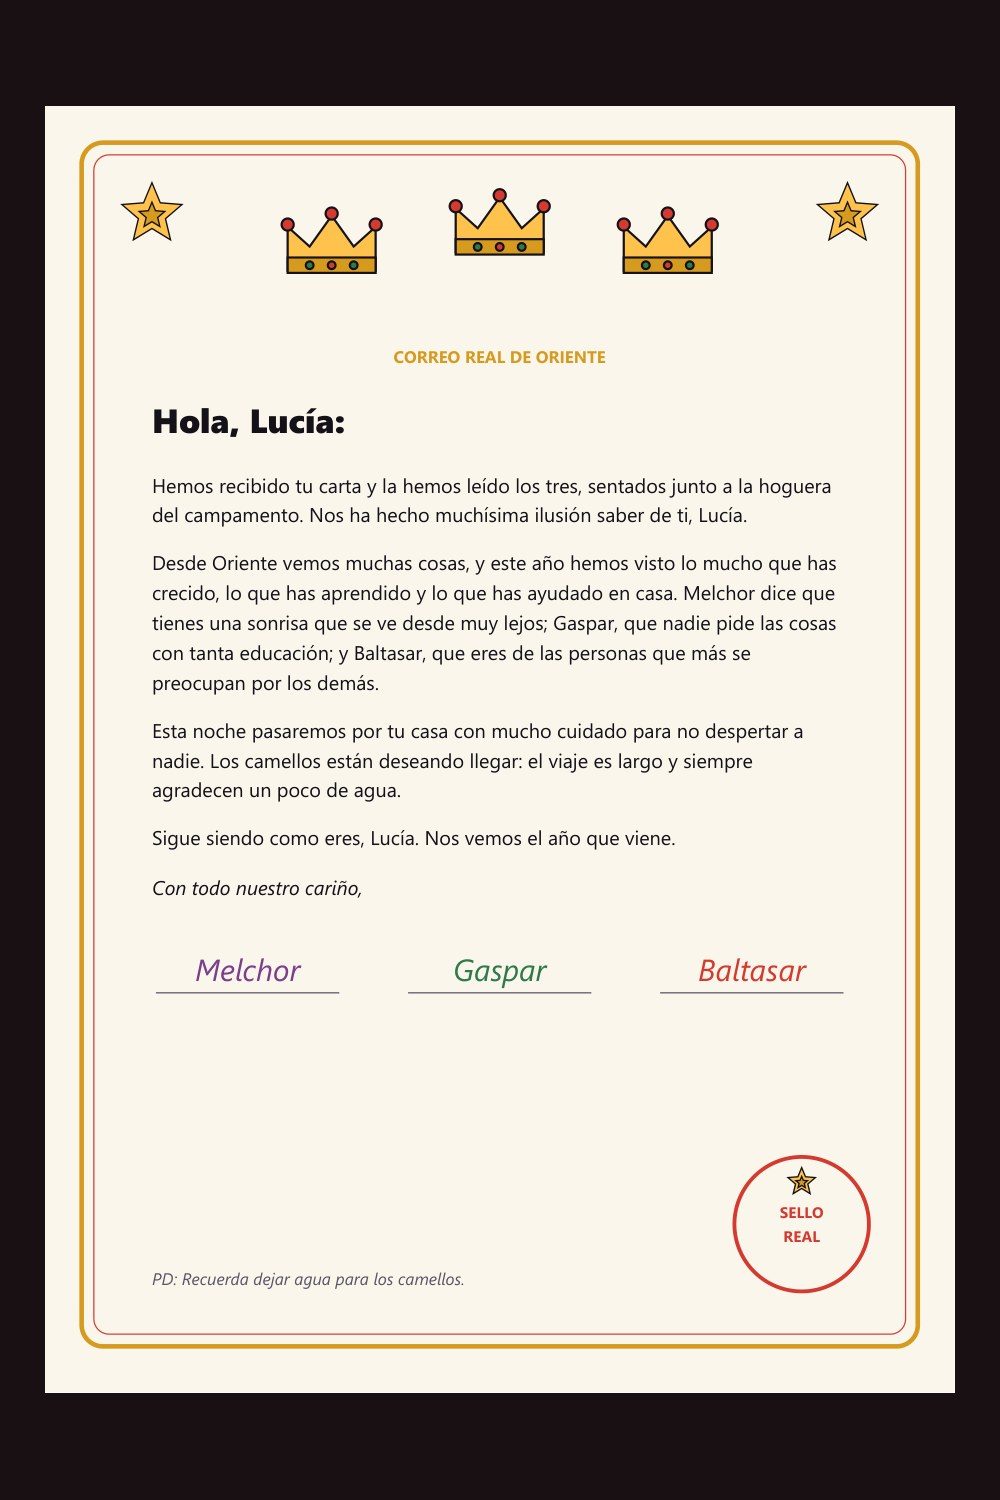 CORREO REAL DE ORIENTE
Hola, Lucía:
Hemos recibido tu carta y la hemos leído los tres, sentados junto a la hoguera
del campamento. Nos ha hecho muchísima ilusión saber de ti, Lucía.
Desde Oriente vemos muchas cosas, y este año hemos visto lo mucho que has
crecido, lo que has aprendido y lo que has ayudado en casa. Melchor dice que
tienes una sonrisa que se ve desde muy lejos; Gaspar, que nadie pide las cosas
con tanta educación; y Baltasar, que eres de las personas que más se
preocupan por los demás.
Esta noche pasaremos por tu casa con mucho cuidado para no despertar a
nadie. Los camellos están deseando llegar: el viaje es largo y siempre
agradecen un poco de agua.
Sigue siendo como eres, Lucía. Nos vemos el año que viene.
Con todo nuestro cariño,
Melchor Gaspar Baltasar
SELLO
REAL
PD: Recuerda dejar agua para los camellos.